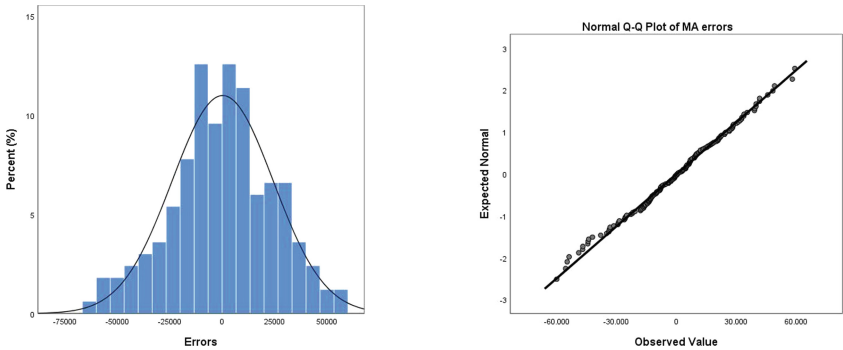 15
10
5
0
Percent (%)
-75000 -50000 -25000 0 25000 50000
Errors
Normal Q-Q Plot of MA errors
3
2
1
0
-1
-2
-3
Expected Normal
-60.000 -30.000 0 30.000 60.000
Observed Value